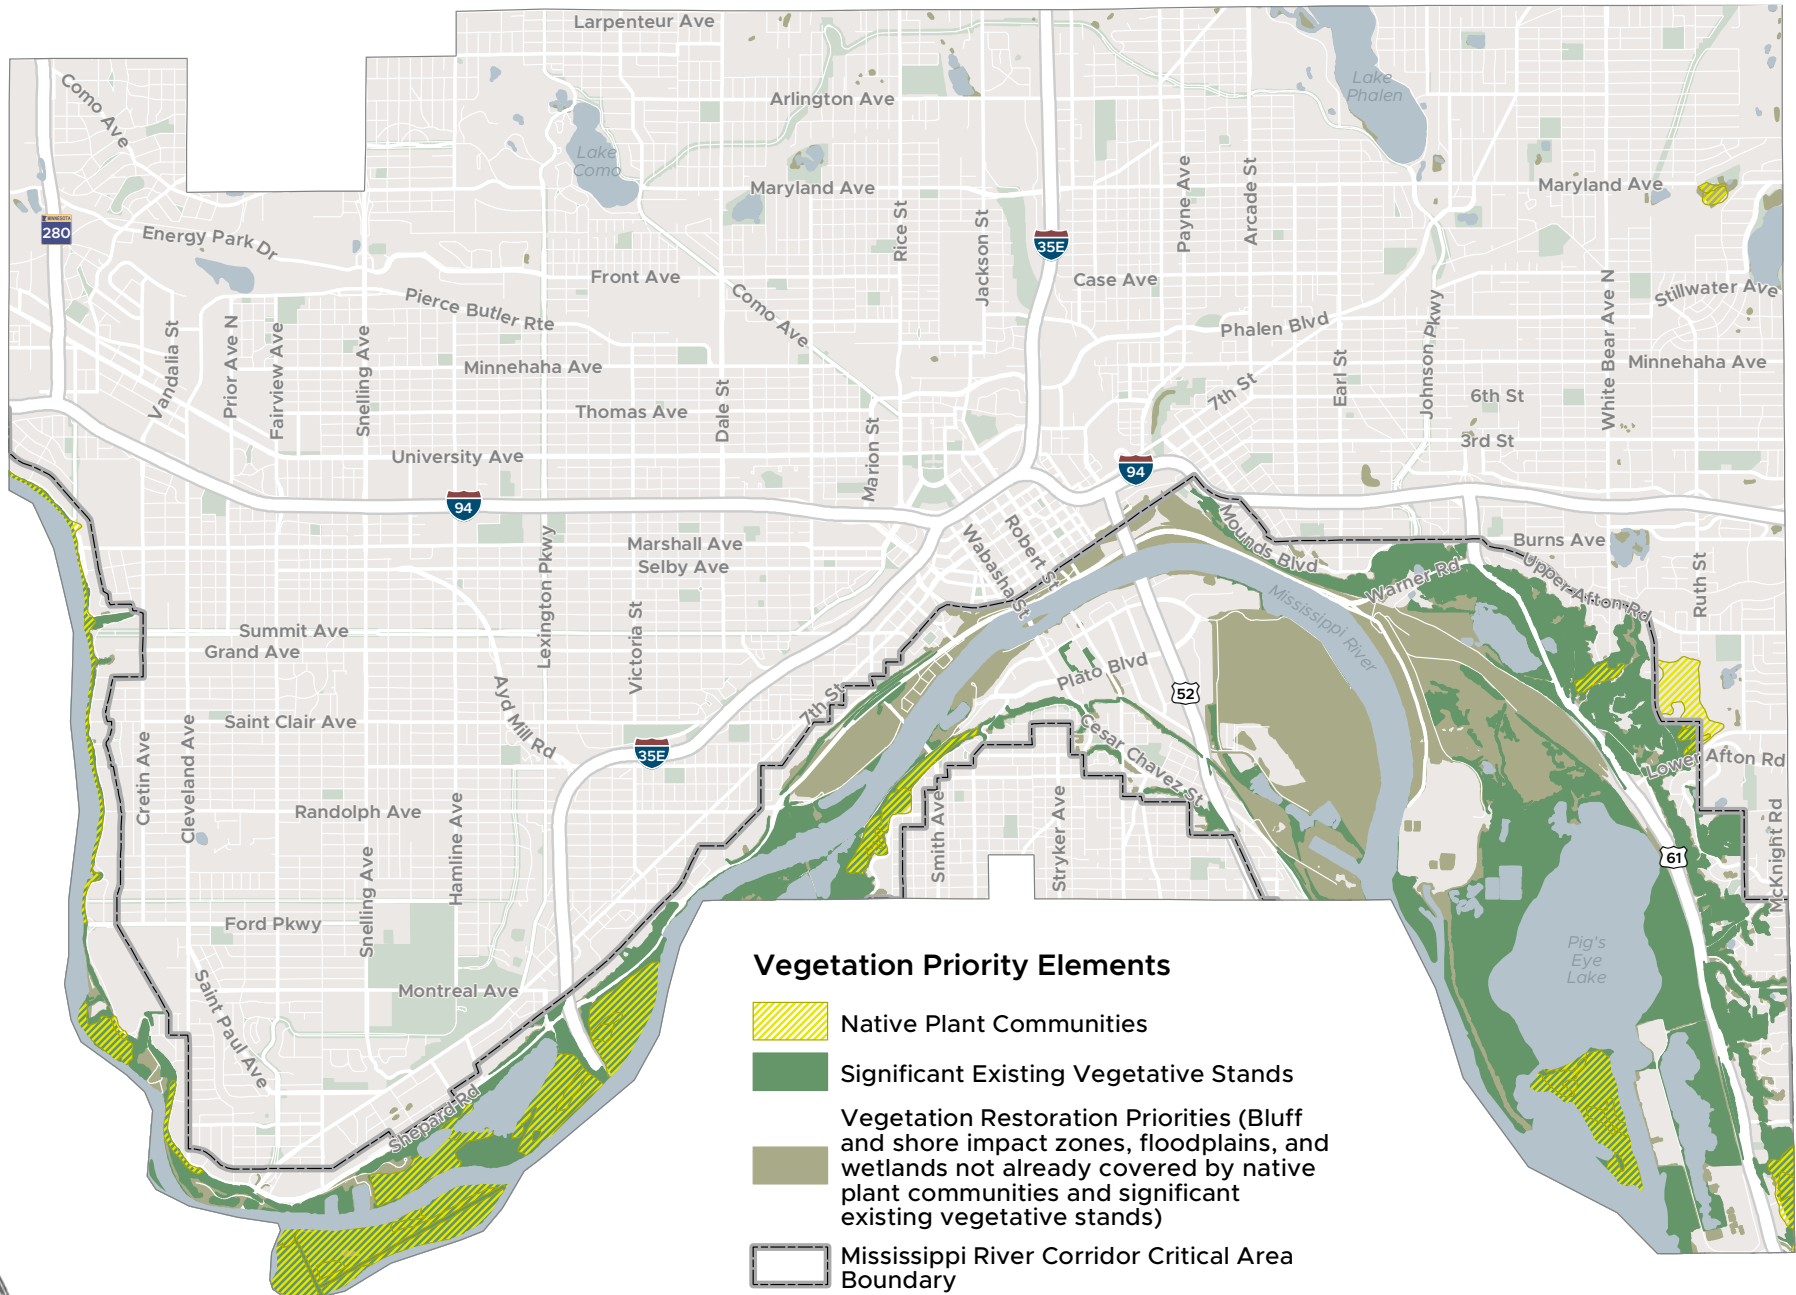 Larpenteur Ave
Como Ave
Arlington Ave
Lake
Phalen
Lake
Como
Maryland Ave
Maryland Ave
Payne Ave
Arcade St
Rice St
Jackson St
MINNESOTA
280
Energy Park Dr
35E
Front Ave
Case Ave
Pierce Butler Rte
Como Ave
Stillwater Ave
Phalen Blvd
Johnson Pkwy
White Bear Ave N
Vandalia St
Prior Ave N
Fairview Ave
Snelling Ave
Minnehaha Ave
Minnehaha Ave
Earl St
7th St
6th St
Thomas Ave
Dale St
Marion St
3rd St
University Ave
94
94
Lexington Pkwy
Marshall Ave
Selby Ave
Wabasha St
Robert St
Mounds Blvd
Burns Ave
Warner Rd
Upper Afton Rd
Ruth St
Mississippi River
Summit Ave
Grand Ave
Victoria St
Plato Blvd
52
Ayd Mill Rd
7th St
Saint Clair Ave
Cretin Ave
Cleveland Ave
35E
Cesar Chavez St
Lower Afton Rd
Randolph Ave
Hamline Ave
Smith Ave
Stryker Ave
McKnight Rd
61
Snelling Ave
Ford Pkwy
Saint Paul Ave
Montreal Ave
Shepard Rd
Pig's
Eye
Lake
Vegetation Priority Elements
Native Plant Communities
Significant Existing Vegetative Stands
Vegetation Restoration Priorities (Bluff
and shore impact zones, floodplains, and
wetlands not already covered by native
plant communities and significant
existing vegetative stands)
Mississippi River Corridor Critical Area
Boundary